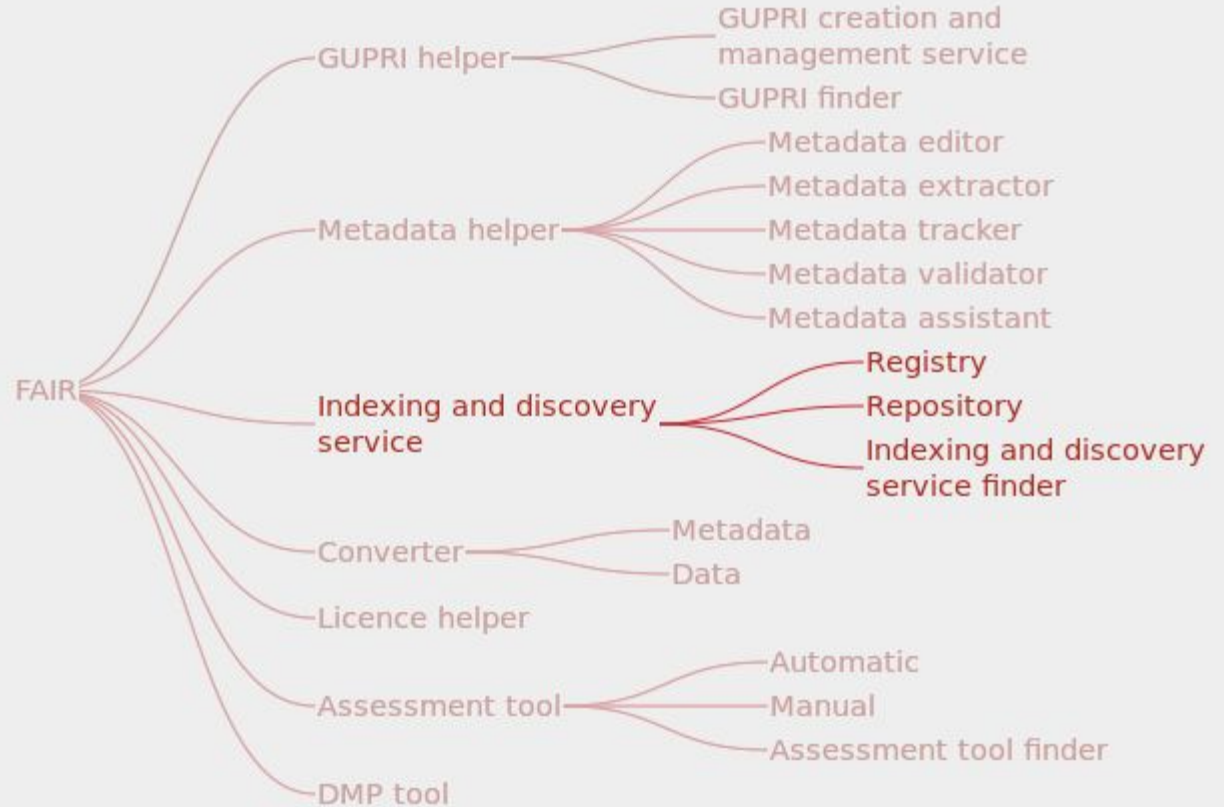 GUPRI creation and
management service
GUPRI helper
GUPRI finder
Metadata editor
Metadata extractor
Metadata helper
Metadata tracker
Metadata validator
Metadata assistant
Registry
FAIR
Indexing and discovery
service
Repository
Indexing and discovery
service finder
Metadata
Converter
Data
Licence helper
Automatic
Assessment tool
Manual
Assessment tool finder
DMP tool